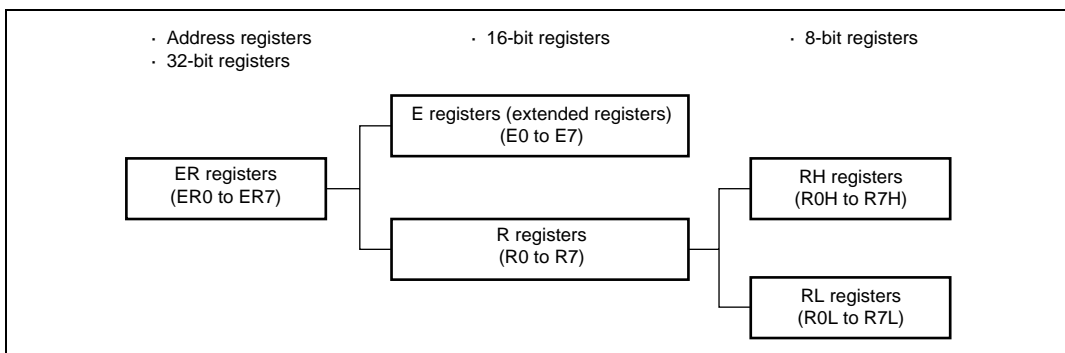 · Address registers
· 32-bit registers
· 16-bit registers
· 8-bit registers
E registers (extended registers)
(E0 to E7)
ER registers
(ER0 to ER7)
RH registers
(R0H to R7H)
R registers
(R0 to R7)
RL registers
(R0L to R7L)